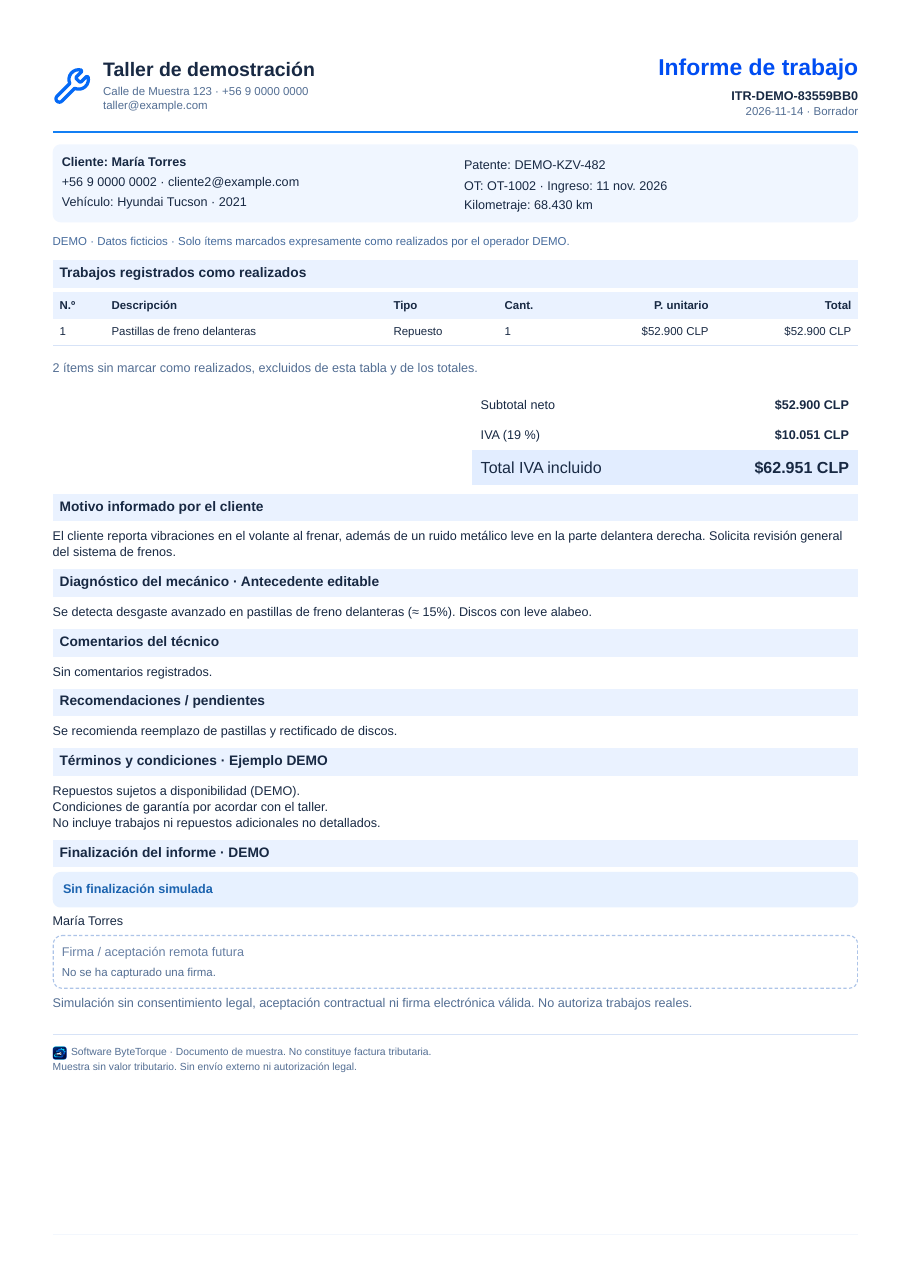 Taller de demostración
Calle de Muestra 123 · +56 9 0000 0000
taller@example.com
Informe de trabajo
ITR-DEMO-83559BB0
2026-11-14 · Borrador
Cliente: María Torres
+56 9 0000 0002 · cliente2@example.com
Vehículo: Hyundai Tucson · 2021
Patente: DEMO-KZV-482
OT: OT-1002 · Ingreso: 11 nov. 2026
Kilometraje: 68.430 km
DEMO · Datos ficticios · Solo ítems marcados expresamente como realizados por el operador DEMO.
Trabajos registrados como realizados
N.º Descripción Tipo Cant. P. unitario Total
1 Pastillas de freno delanteras Repuesto 1 $52.900 CLP $52.900 CLP
2 ítems sin marcar como realizados, excluidos de esta tabla y de los totales.
Subtotal neto $52.900 CLP
IVA (19 %) $10.051 CLP
Total IVA incluido $62.951 CLP
Motivo informado por el cliente
El cliente reporta vibraciones en el volante al frenar, además de un ruido metálico leve en la parte delantera derecha. Solicita revisión general
del sistema de frenos.
Diagnóstico del mecánico · Antecedente editable
Se detecta desgaste avanzado en pastillas de freno delanteras (≈ 15%). Discos con leve alabeo.
Comentarios del técnico
Sin comentarios registrados.
Recomendaciones / pendientes
Se recomienda reemplazo de pastillas y rectificado de discos.
Términos y condiciones · Ejemplo DEMO
Repuestos sujetos a disponibilidad (DEMO).
Condiciones de garantía por acordar con el taller.
No incluye trabajos ni repuestos adicionales no detallados.
Finalización del informe · DEMO
Sin finalización simulada
María Torres
Firma / aceptación remota futura
No se ha capturado una firma.
Simulación sin consentimiento legal, aceptación contractual ni firma electrónica válida. No autoriza trabajos reales.
Software ByteTorque · Documento de muestra. No constituye factura tributaria.
Muestra sin valor tributario. Sin envío externo ni autorización legal.